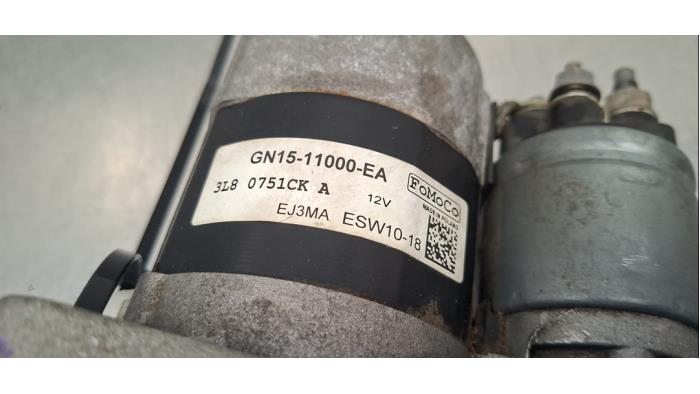 GN15-11000-EA
FoMoCo
3L8 0751CK A
12V
MADE IN POLAND
EJ3MA ESW10-18